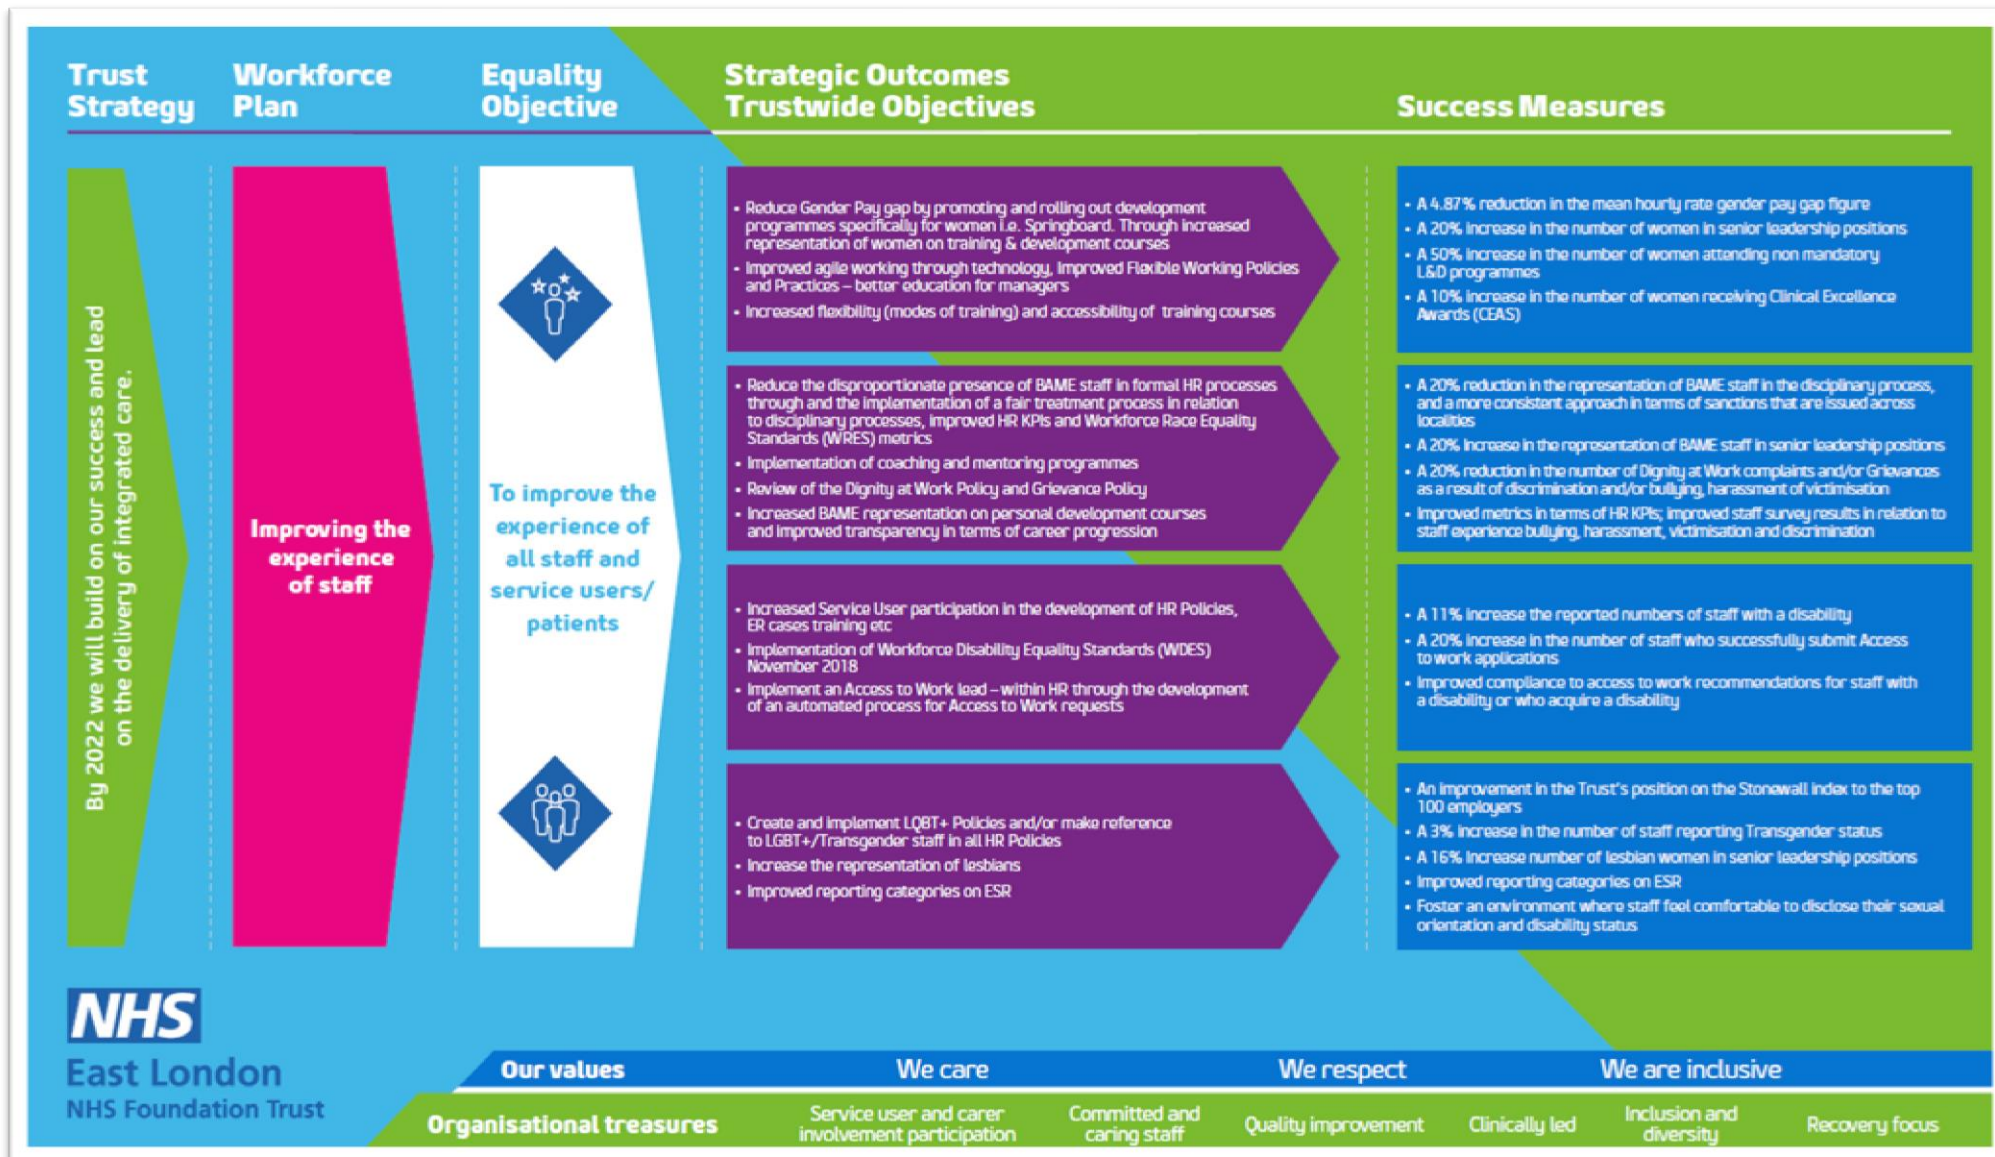 Trust
Strategy
Workforce
Plan
Equality
Objective
Strategic Outcomes
Trustwide Objectives
Success Measures
By 2022 we will build on our success and lead
on the delivery of integrated care.
Improving the
experience
of staff
To improve the
experience of
all staff and
service users/
patients
• Reduce Gender Pay gap by promoting and rolling out development
programmes specifically for women i.e. Springboard. Through increased
representation of women on training & development courses
• Improved agile working through technology, Improved Flexible Working Policies
and Practices – better education for managers
• Increased flexibility (modes of training) and accessibility of training courses
• A 4.87% reduction in the mean hourly rate gender pay gap figure
• A 20% increase in the number of women in senior leadership positions
• A 50% increase in the number of women attending non mandatory
L&D programmes
• A 10% increase in the number of women receiving Clinical Excellence
Awards (CEAS)
• Reduce the disproportionate presence of BAME staff in formal HR processes
through and the implementation of a fair treatment process in relation
to disciplinary processes, improved HR KPIs and Workforce Race Equality
Standards (WRES) metrics
• Implementation of coaching and mentoring programmes
• Review of the Dignity at Work Policy and Grievance Policy
• Increased BAME representation on personal development courses
and improved transparency in terms of career progression
• A 20% reduction in the representation of BAME staff in the disciplinary process,
and a more consistent approach in terms of sanctions that are issued across
localities
• A 20% increase in the representation of BAME staff in senior leadership positions
• A 20% reduction in the number of Dignity at Work complaints and/or Grievances
as a result of discrimination and/or bullying, harassment of victimisation
• Improved metrics in terms of HR KPIs; improved staff survey results in relation to
staff experience bullying, harassment, victimisation and discrimination
• Increased Service User participation in the development of HR Policies,
ER cases training etc
• Implementation of Workforce Disability Equality Standards (WDES)
November 2018
• Implement an Access to Work lead – within HR through the development
of an automated process for Access to Work requests
• A 11% increase the reported numbers of staff with a disability
• A 20% increase in the number of staff who successfully submit Access
to work applications
• Improved compliance to access to work recommendations for staff with
a disability or who acquire a disability
• Create and implement LQBT+ Policies and/or make reference
to LGBT+/Transgender staff in all HR Policies
• Increase the representation of lesbians
• Improved reporting categories on ESR
• An improvement in the Trust's position on the Stonewall index to the top
100 employers
• A 3% increase in the number of staff reporting Transgender status
• A 16% increase number of lesbian women in senior leadership positions
• Improved reporting categories on ESR
• Foster an environment where staff feel comfortable to disclose their sexual
orientation and disability status
NHS
East London
NHS Foundation Trust
Our values
We care
We respect
We are inclusive
Organisational treasures
Service user and carer
involvement participation
Committed and
caring staff
Quality improvement
Clinically led
Inclusion and
diversity
Recovery focus